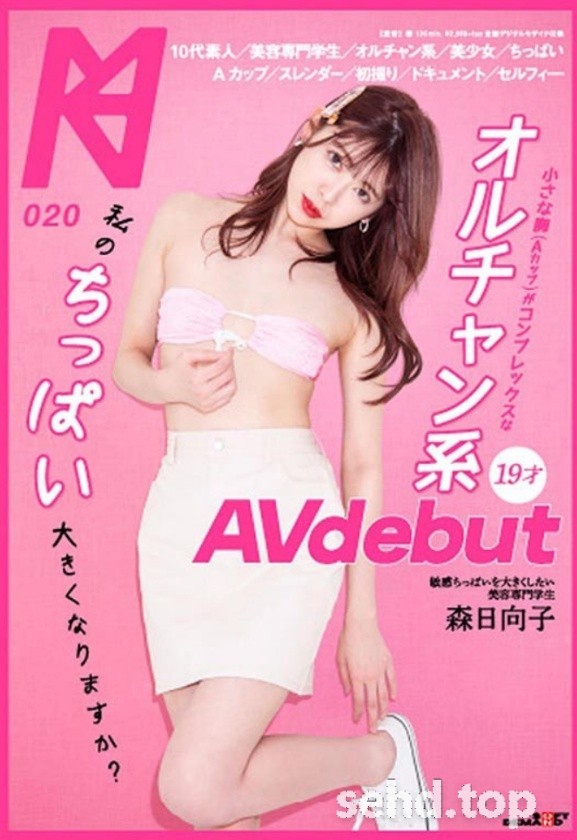 10代素人／美容専門学生／オルチャン系／美少女／ちっぱい
Aカップ／スレンダー／初撮り／ドキュメント／セルフィー
020
小さな胸(Aカップ)がコンプレックスな
オルチャン系
19才
AVdebut
私の
ちっぱい
大きくなりますか?
敏感ちっぱいを大きくしたい
美容専門学生
森日向子
sehd.top